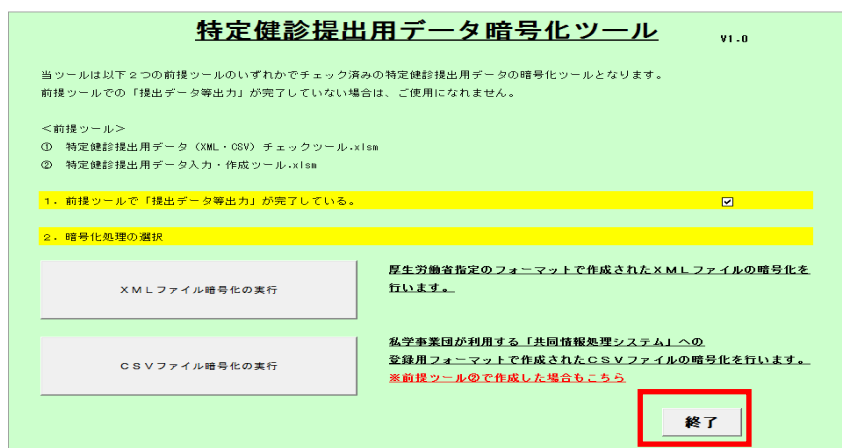 特定健診提出用データ暗号化ツール V1.0
当ツールは以下２つの前提ツールのいずれかでチェック済みの特定健診提出用データの暗号化ツールとなります。
前提ツールでの「提出データ等出力」が完了していない場合は、ご使用になれません。
＜前提ツール＞
① 特定健診提出用データ（XML・CSV）チェックツール.xlsm
② 特定健診提出用データ入力・作成ツール.xlsm
１．前提ツールで「提出データ等出力」が完了している。
２．暗号化処理の選択
ＸＭＬファイル暗号化の実行
厚生労働省指定のフォーマットで作成されたＸＭＬファイルの暗号化を
行います。
ＣＳＶファイル暗号化の実行
私学事業団が利用する「共同情報処理システム」への
登録用フォーマットで作成されたＣＳＶファイルの暗号化を行います。
※前提ツール②で作成した場合もこちら
終了